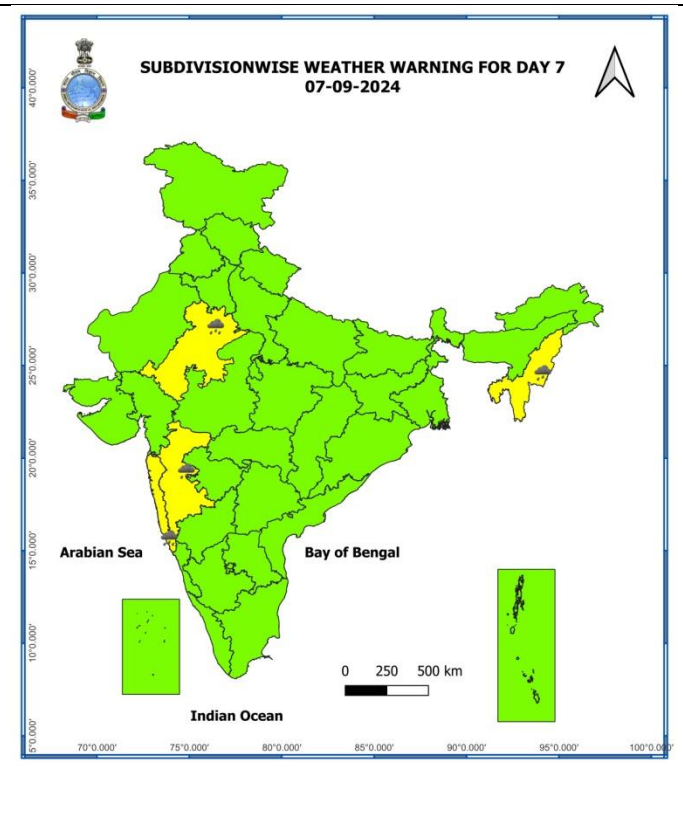 SUBDIVISIONWISE WEATHER WARNING FOR DAY 7
07-09-2024
40°0.000'
35°0.000'
30°0.000'
25°0.000'
20°0.000'
15°0.000'
10°0.000'
5°0.000'
Arabian Sea
Bay of Bengal
0 250 500 km
Indian Ocean
70°0.000' 75°0.000' 80°0.000' 85°0.000' 90°0.000' 95°0.000' 100°0.000'